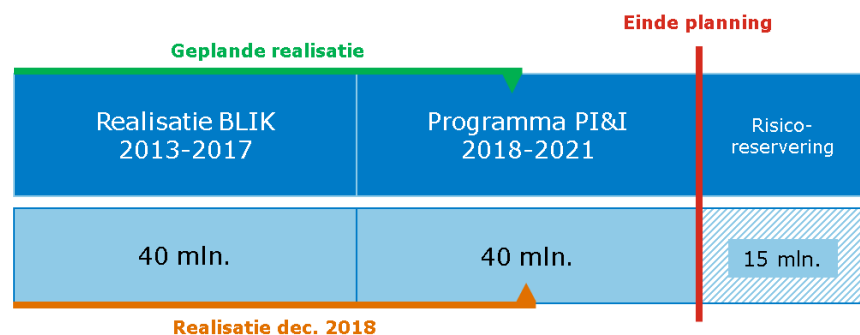 Einde planning
Geplande realisatie
Realisatie BLIK
2013-2017
Programma PI&I
2018-2021
Risico-
reservering
40 mln.
40 mln.
15 mln.
Realisatie dec. 2018